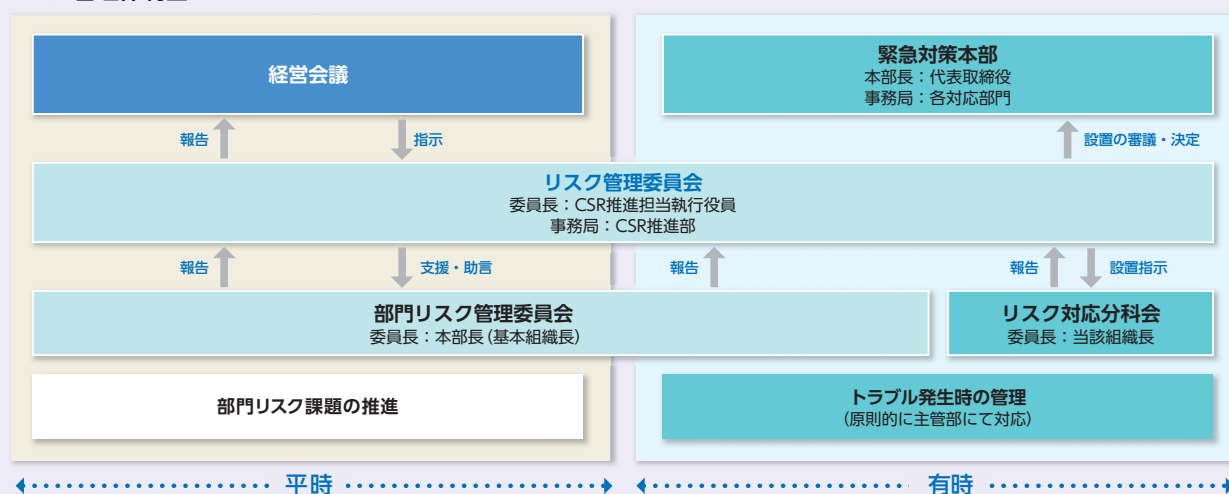 経営会議
緊急対策本部
本部長：代表取締役
事務局：各対応部門
報告
指示
設置の審議・決定
リスク管理委員会
委員長：CSR推進担当執行役員
事務局：CSR推進部
報告
支援・助言
報告
報告
設置指示
部門リスク管理委員会
委員長：本部長（基本組織長）
リスク対応分科会
委員長：当該組織長
部門リスク課題の推進
トラブル発生時の管理
（原則的に主管部にて対応）
平時
有時